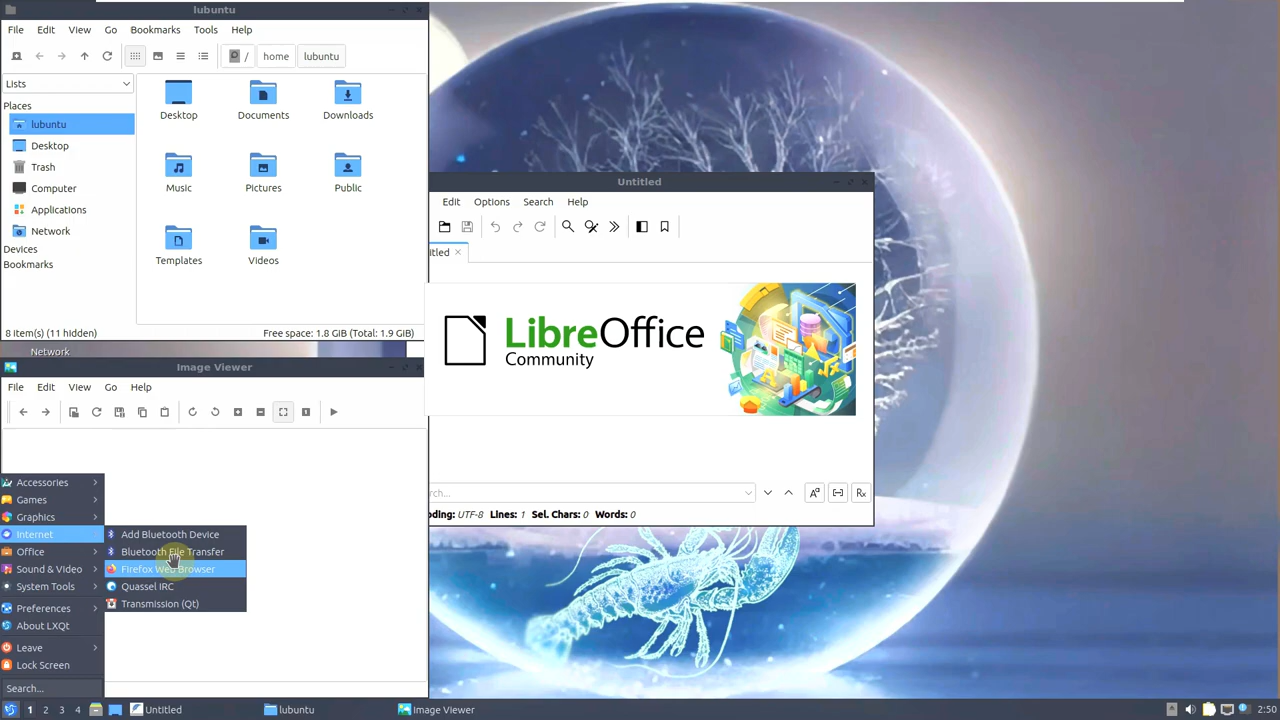 lubuntu
File Edit View Go Bookmarks Tools Help
/ home lubuntu
Lists
Places
lubuntu
Desktop
Trash
Computer
Applications
Network
Devices
Bookmarks
Desktop Documents Downloads
Music Pictures Public
Templates Videos
8 item(s) (11 hidden) Free space: 1.8 GiB (Total: 1.9 GiB)
Network
Untitled
Edit Options Search Help
itled
LibreOffice
Community
rch...
oding: UTF-8 Lines: 1 Sel. Chars: 0 Words: 0
Image Viewer
File Edit View Go Help
Accessories
Games
Graphics
Internet
Office
Sound & Video
System Tools
Preferences
About LXQt
Leave
Lock Screen
Search...
Add Bluetooth Device
Bluetooth File Transfer
Firefox Web Browser
Quassel IRC
Transmission (Qt)
1 2 3 4 Untitled lubuntu Image Viewer 2:50